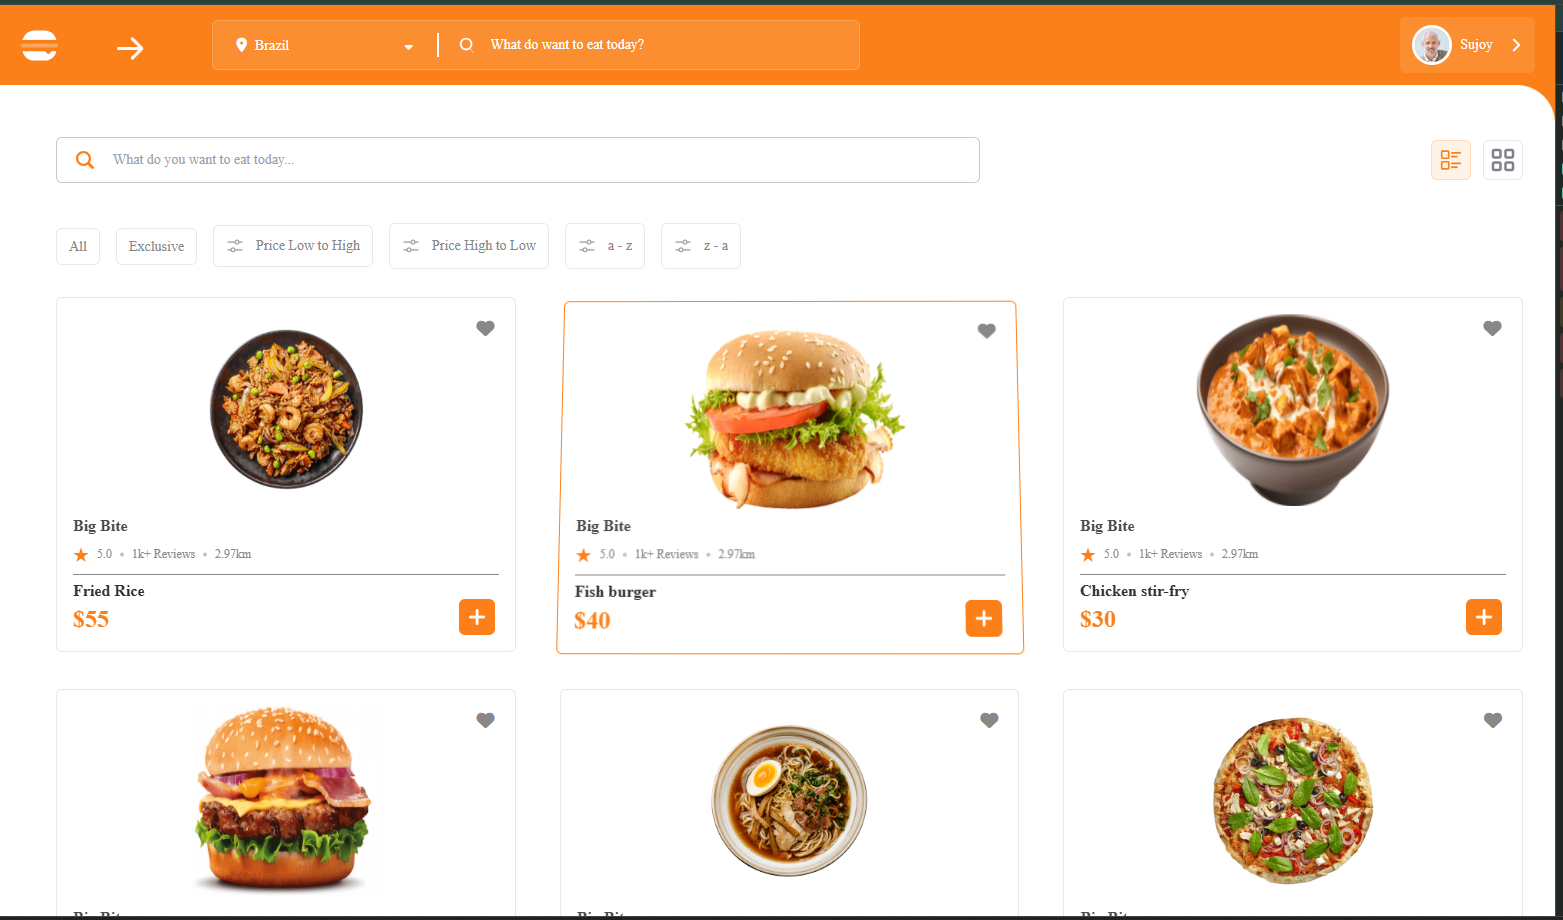 Brazil
What do want to eat today?
Sujoy
What do you want to eat today...
All
Exclusive
Price Low to High
Price High to Low
a - z
z - a
Big Bite
5.0 • 1k+ Reviews • 2.97km
Fried Rice
$55
Big Bite
5.0 • 1k+ Reviews • 2.97km
Fish burger
$40
Big Bite
5.0 • 1k+ Reviews • 2.97km
Chicken stir-fry
$30